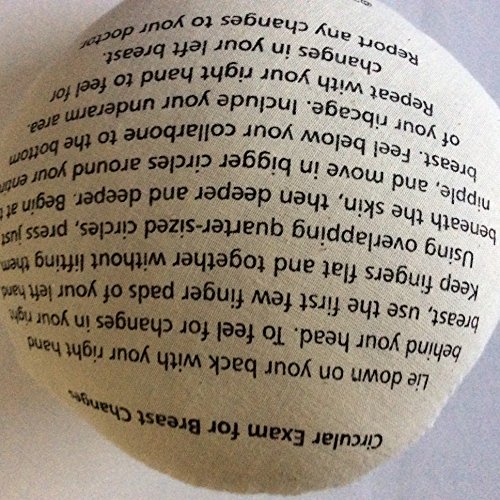 Circular Exam for Breast Changes
Lie down on your back with your right hand
behind your head. To feel for changes in your right
breast, use the first few finger pads of your left hand
Keep fingers flat and together without lifting them
Using overlapping quarter-sized circles, press just
beneath the skin, then deeper and deeper. Begin at
nipple, and move in bigger circles around your entire
breast. Feel below your collarbone to the bottom
of your ribcage. Include your underarm area.
Repeat with your right hand to feel for
changes in your left breast.
Report any changes to your doctor
©